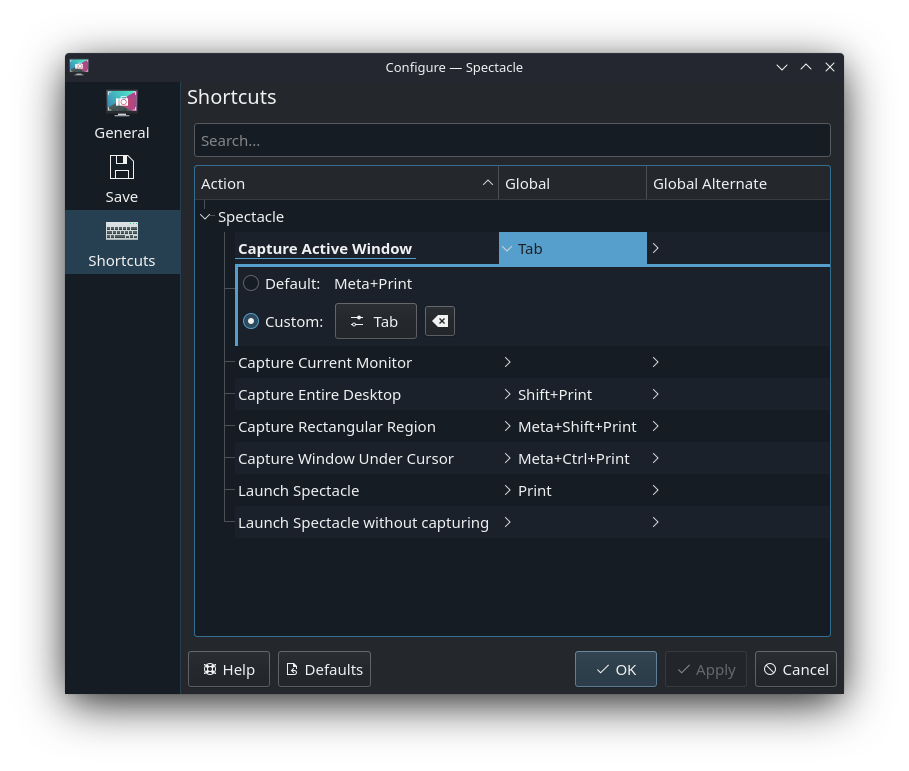 Configure — Spectacle
General
Save
Shortcuts
Shortcuts
Search...
Action Global Global Alternate
Spectacle
Capture Active Window Tab
Default: Meta+Print
Custom: Tab
Capture Current Monitor
Capture Entire Desktop Shift+Print
Capture Rectangular Region Meta+Shift+Print
Capture Window Under Cursor Meta+Ctrl+Print
Launch Spectacle Print
Launch Spectacle without capturing
Help Defaults OK Apply Cancel